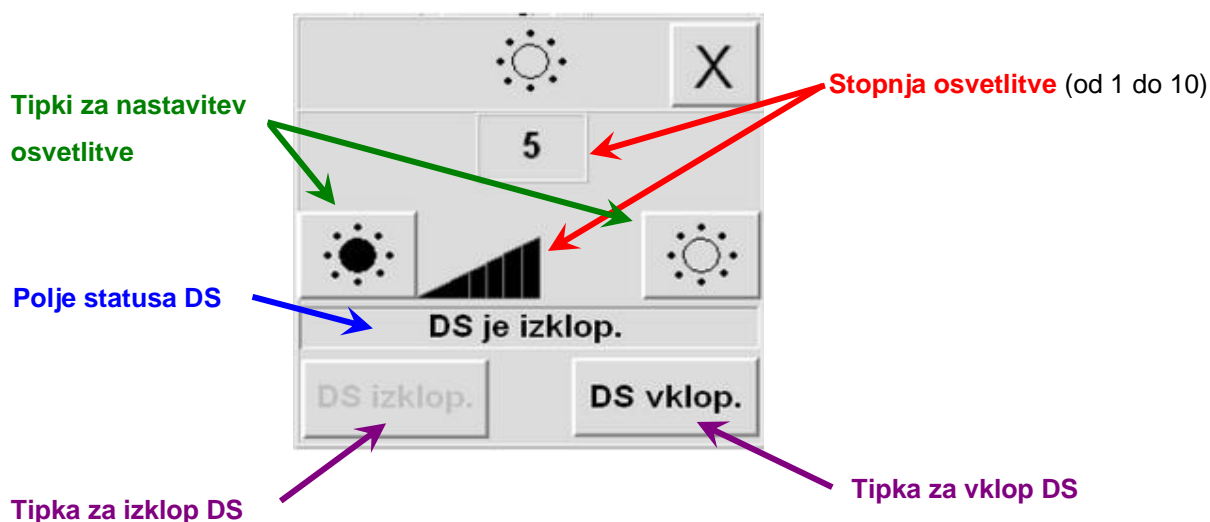 X
Stopnja osvetlitve (od 1 do 10)
Tipki za nastavitev
osvetlitve
5
Polje statusa DS
DS je izklop.
DS izklop.
DS vklop.
Tipka za vklop DS
Tipka za izklop DS